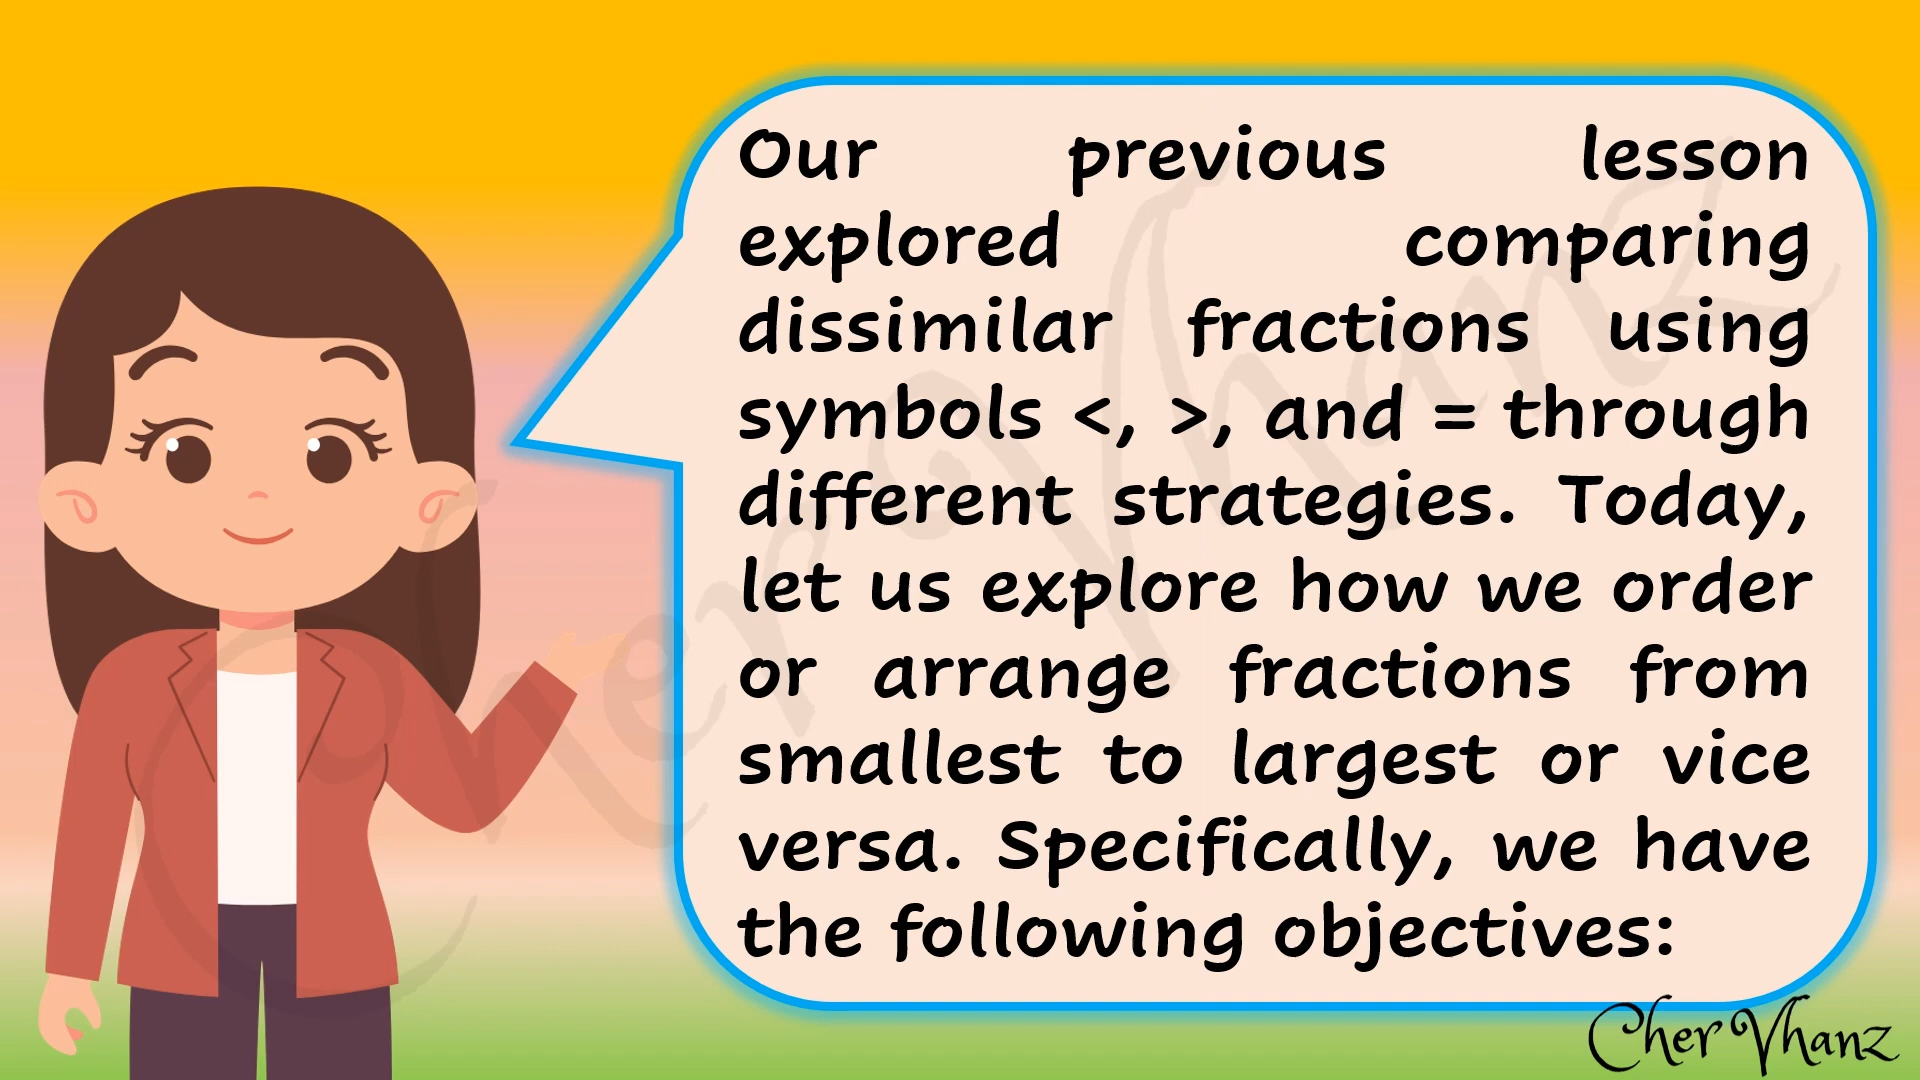 Our previous lesson
explored comparing
dissimilar fractions using
symbols <, >, and = through
different strategies. Today,
let us explore how we order
or arrange fractions from
smallest to largest or vice
versa. Specifically, we have
the following objectives:
Cher Vhanz
Cher Vhanz